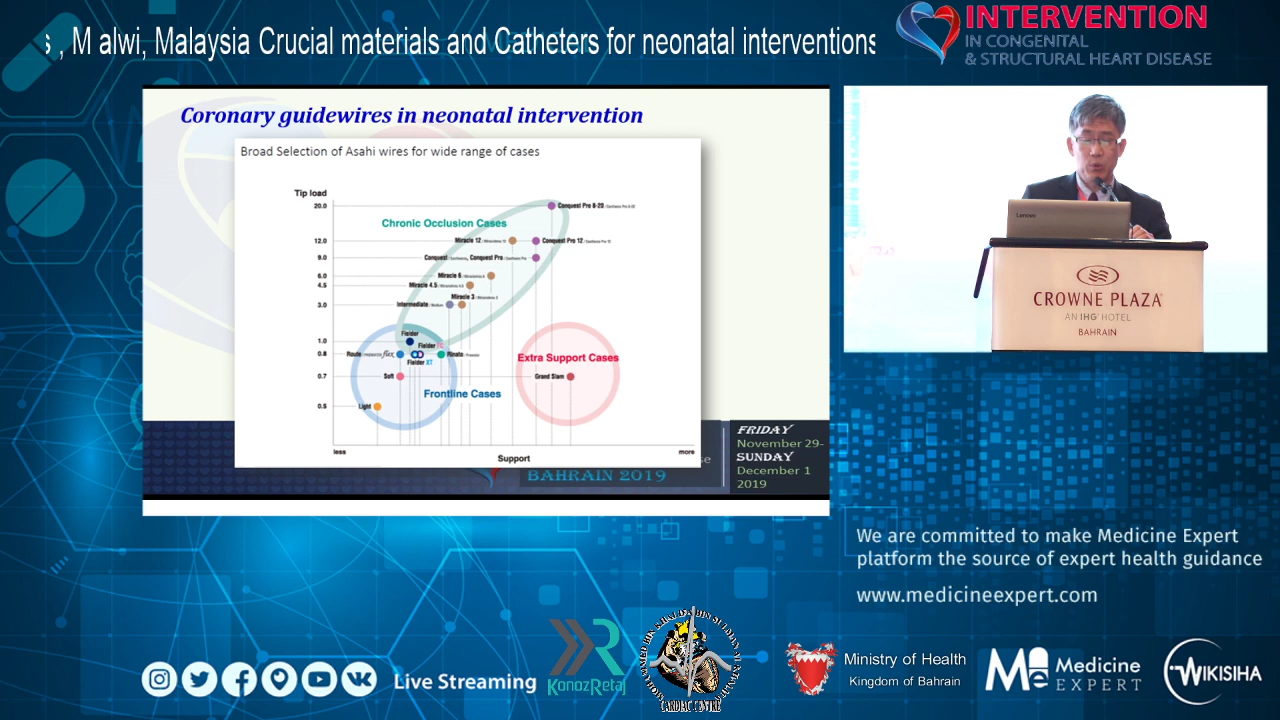 , M alwi, Malaysia Crucial materials and Catheters for neonatal interventions
INTERVENTION
IN CONGENITAL
& STRUCTURAL HEART DISEASE
Coronary guidewires in neonatal intervention
Broad Selection of Asahi wires for wide range of cases
Tip load
20.0
12.0
9.0
6.0
4.5
3.0
1.0
0.8
0.7
0.5
Chronic Occlusion Cases
Conquest Pro 8-20
Miracle 12
Conquest Pro 12
Conquest
Conquest Pro
Miracle 6
Miracle 4.5
Miracle 3
Intermediate
Fielder
Fielder FC
Route
flex
Rinato
Fielder XT
Soft
Light
Frontline Cases
Extra Support Cases
Grand Slam
less
Support
more
BAHRAIN 2019
FRIDAY
November 29-
SUNDAY
December 1
2019
Lenovo
CROWNE PLAZA
AN IHG HOTEL
BAHRAIN
We are committed to make Medicine Expert
platform the source of expert health guidance
www.medicineexpert.com
Live Streaming
KanozRetaj
CARDIAC CENTRE
Ministry of Health
Kingdom of Bahrain
Me Medicine
EXPERT
WIKISIHA